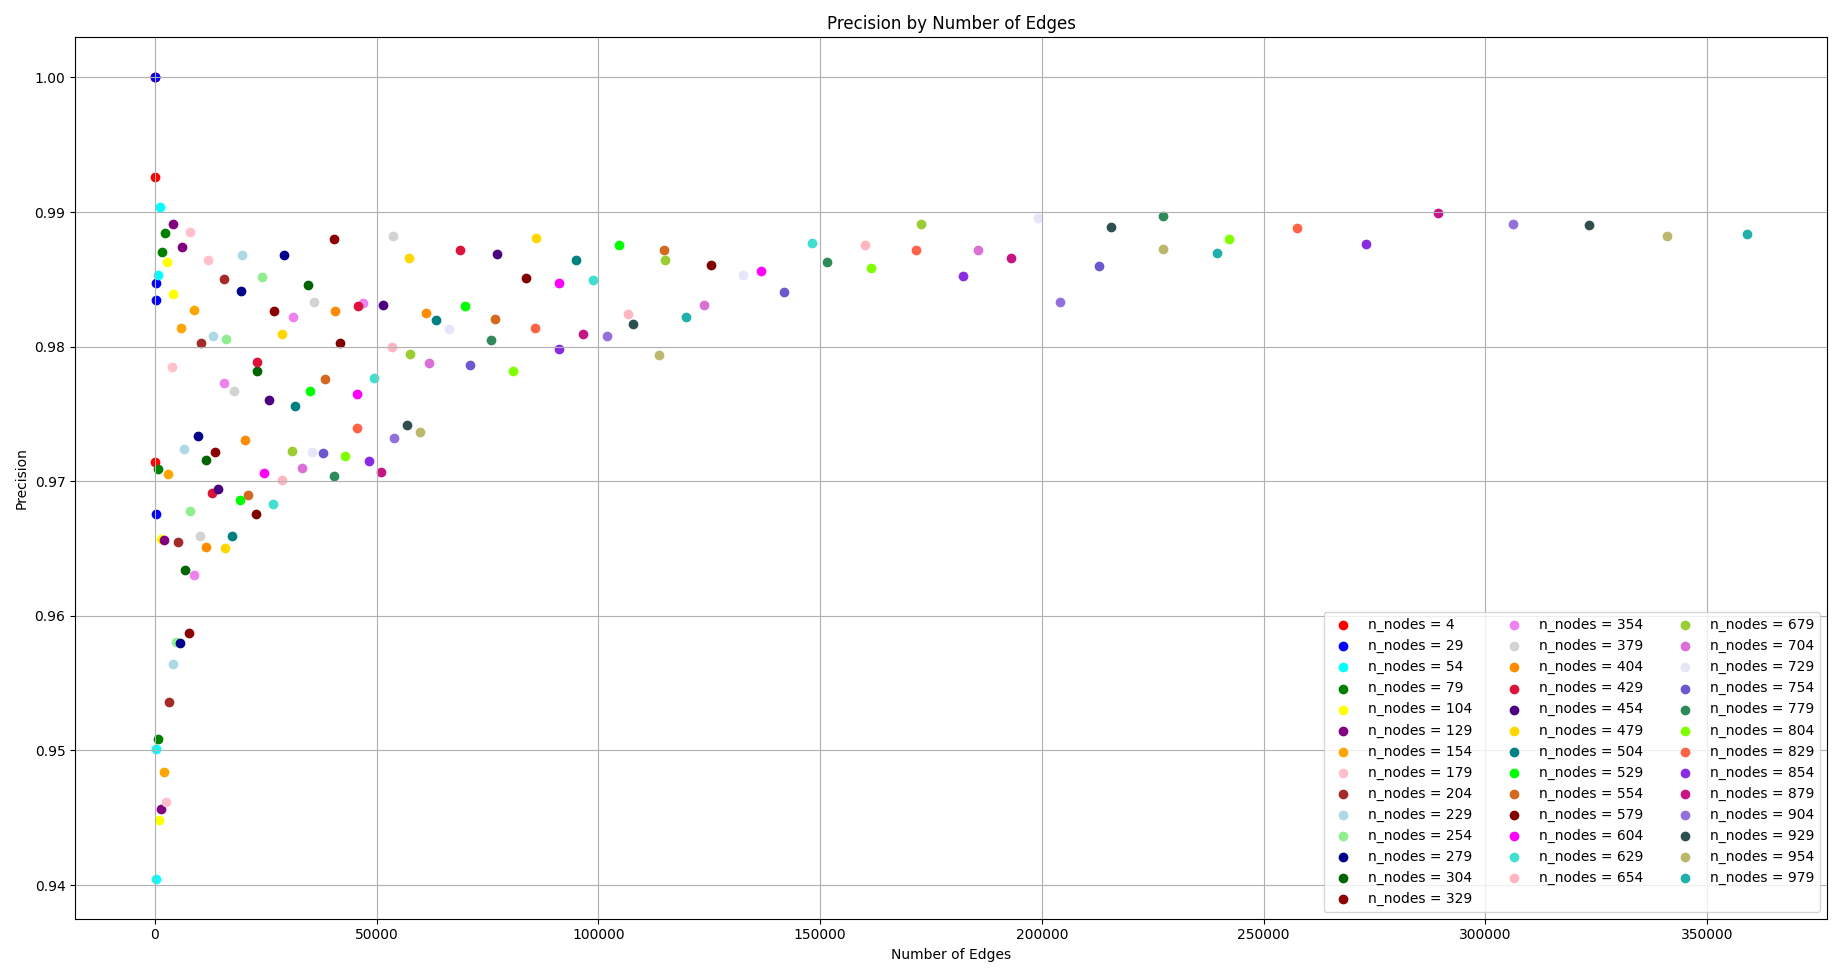 Precision by Number of Edges
1.00
0.99
0.98
0.97
0.96
0.95
0.94
Precision
0
50000
100000
150000
200000
250000
300000
350000
Number of Edges
n_nodes = 4
n_nodes = 29
n_nodes = 54
n_nodes = 79
n_nodes = 104
n_nodes = 129
n_nodes = 154
n_nodes = 179
n_nodes = 204
n_nodes = 229
n_nodes = 254
n_nodes = 279
n_nodes = 304
n_nodes = 329
n_nodes = 354
n_nodes = 379
n_nodes = 404
n_nodes = 429
n_nodes = 454
n_nodes = 479
n_nodes = 504
n_nodes = 529
n_nodes = 554
n_nodes = 579
n_nodes = 604
n_nodes = 629
n_nodes = 654
n_nodes = 679
n_nodes = 704
n_nodes = 729
n_nodes = 754
n_nodes = 779
n_nodes = 804
n_nodes = 829
n_nodes = 854
n_nodes = 879
n_nodes = 904
n_nodes = 929
n_nodes = 954
n_nodes = 979